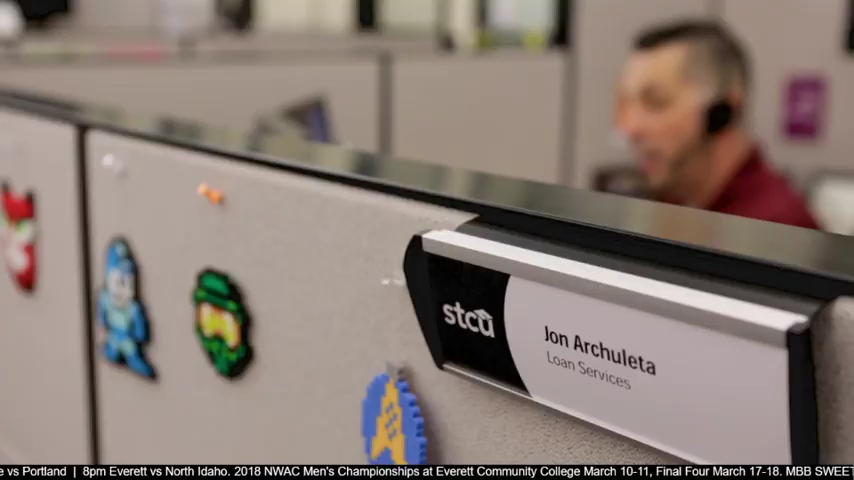 stcu
Jon Archuleta
Loan Services
vs Portland | 8pm Everett vs North Idaho. 2018 NWAC Men's Championships at Everett Community College March 10-11, Final Four March 17-18. MBB SWEET